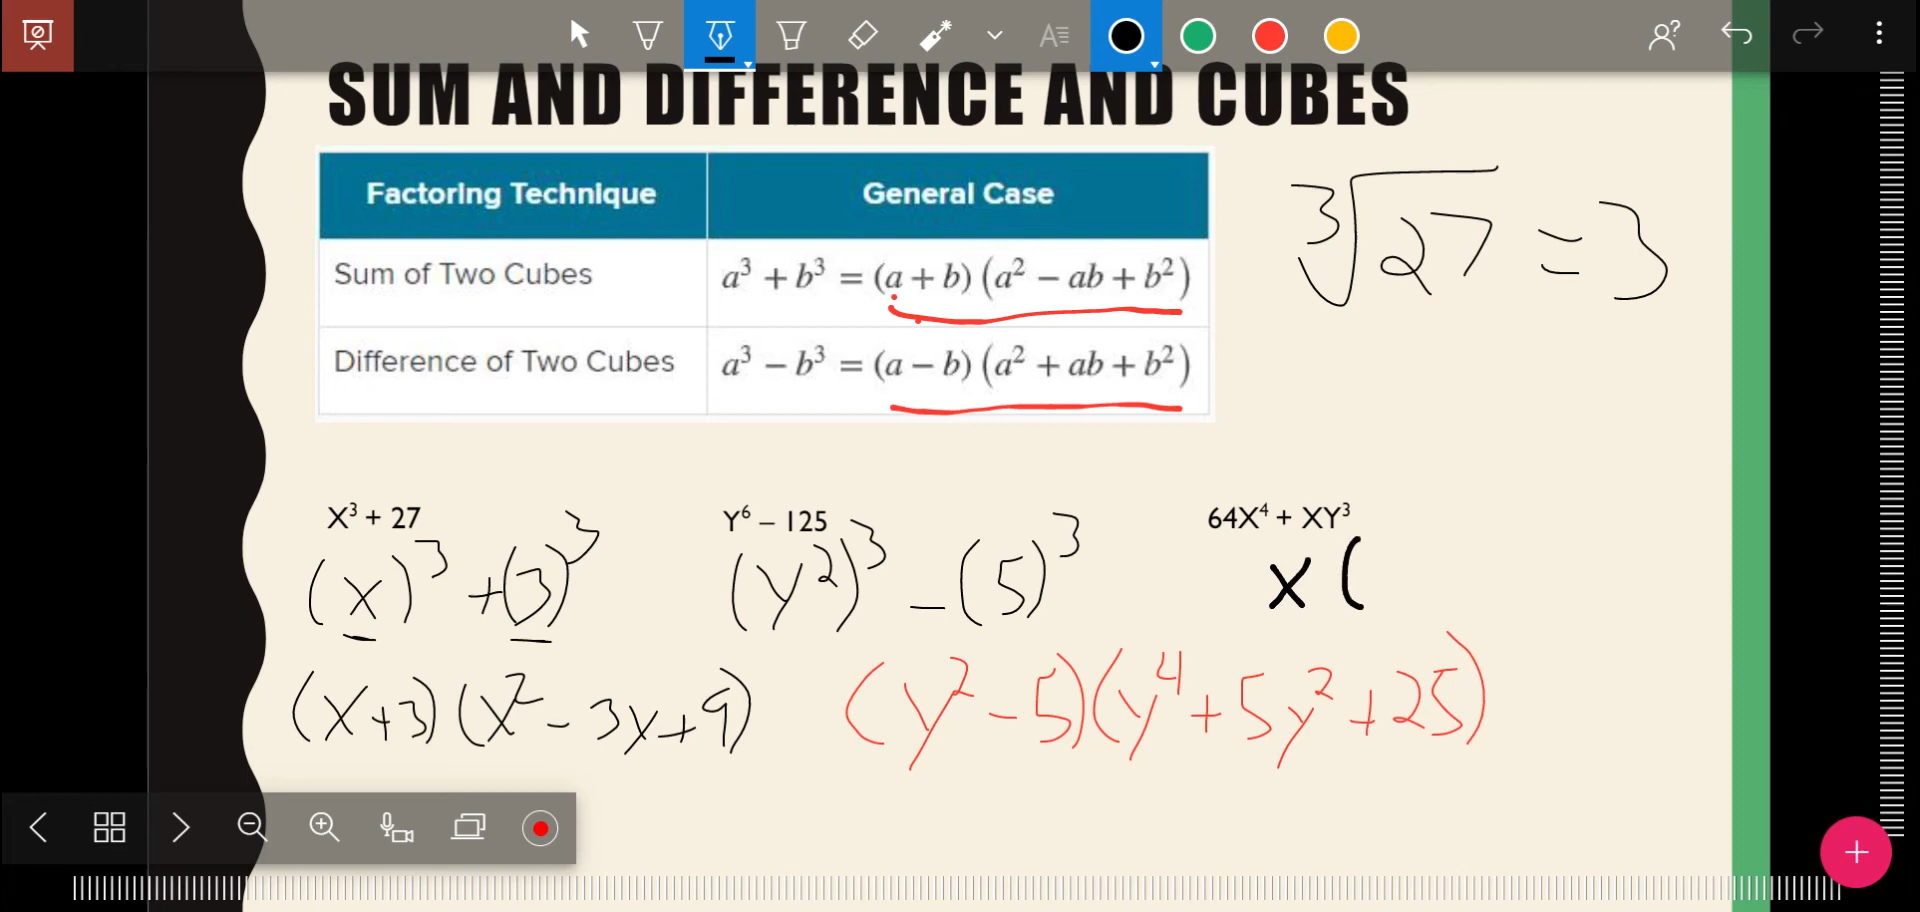 SUM AND DIFFERENCE AND CUBES
Factoring Technique General Case
Sum of Two Cubes a³ + b³ = (a + b) (a² − ab + b²)
Difference of Two Cubes a³ − b³ = (a − b) (a² + ab + b²)
∛27 = 3
X³ + 27
(x)³ + (3)³
(x+3)(x² − 3x + 9)
Y⁶ – 125
(y²)³ − (5)³
(y² − 5)(y⁴ + 5y² + 25)
64X⁴ + XY³
x (